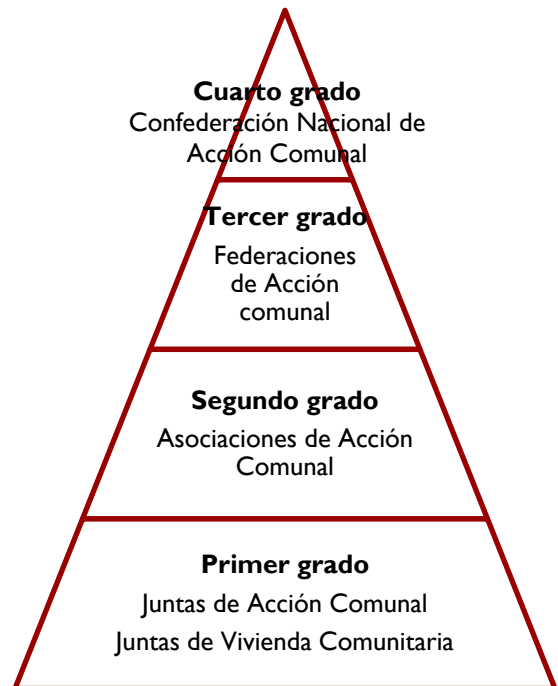 Cuarto grado
Confederación Nacional de
Acción Comunal
Tercer grado
Federaciones
de Acción
comunal
Segundo grado
Asociaciones de Acción
Comunal
Primer grado
Juntas de Acción Comunal
Juntas de Vivienda Comunitaria